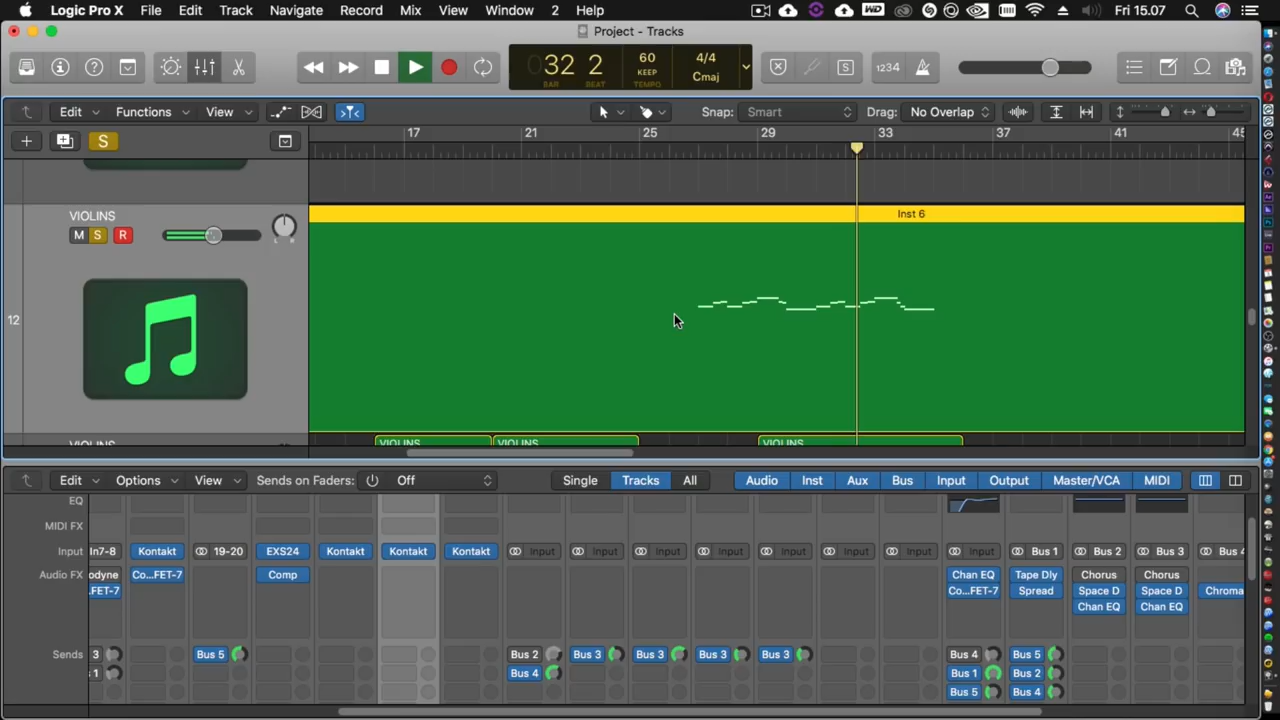 Logic Pro X File Edit Track Navigate Record Mix View Window 2 Help Fri 15.07
Project - Tracks
32 2 60 4/4
KEEP Cmaj
BAR BEAT TEMPO
1234
Edit Functions View Snap: Smart Drag: No Overlap
S 17 21 25 29 33 37 41 45
VIOLINS Inst 6
M S R
L R
12
VIOLINS VIOLINS VIOLINS VIOLINS
Edit Options View Sends on Faders: Off Single Tracks All Audio Inst Aux Bus Input Output Master/VCA MIDI
EQ
MIDI FX
Input In7-8 Kontakt 19-20 EXS24 Kontakt Kontakt Kontakt Input Input Input Input Input Input Input Input Bus 1 Bus 2 Bus 3 Bus 4
Audio FX odyne Co...FET-7 Comp Chan EQ Tape Dly Chorus Chorus
.FET-7 Co...FET-7 Spread Space D Space D Chroma
Chan EQ Chan EQ
Sends 3 Bus 5 Bus 2 Bus 3 Bus 3 Bus 3 Bus 3 Bus 4 Bus 5
1 Bus 4 Bus 1 Bus 2
Bus 5 Bus 4